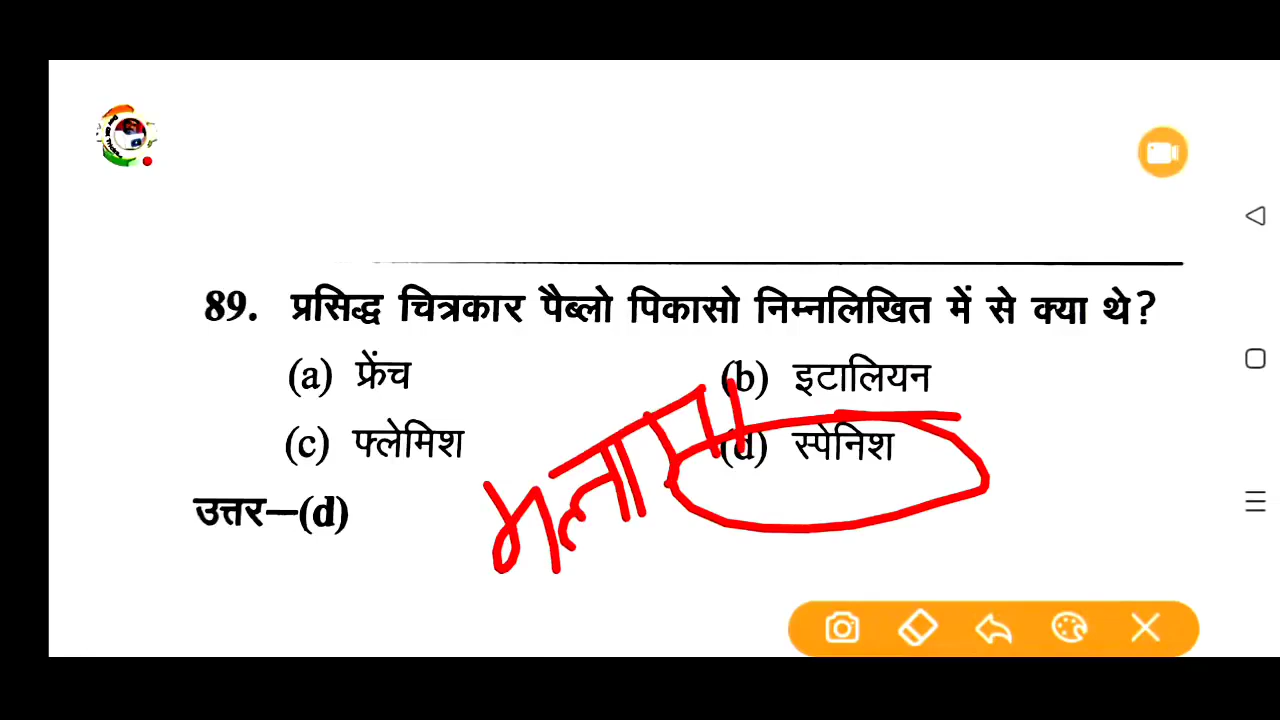 89. प्रसिद्ध चित्रकार पैब्लो पिकासो निम्नलिखित में से क्या थे?
(a) फ्रेंच (b) इटालियन
(c) फ्लेमिश (d) स्पेनिश
उत्तर—(d)